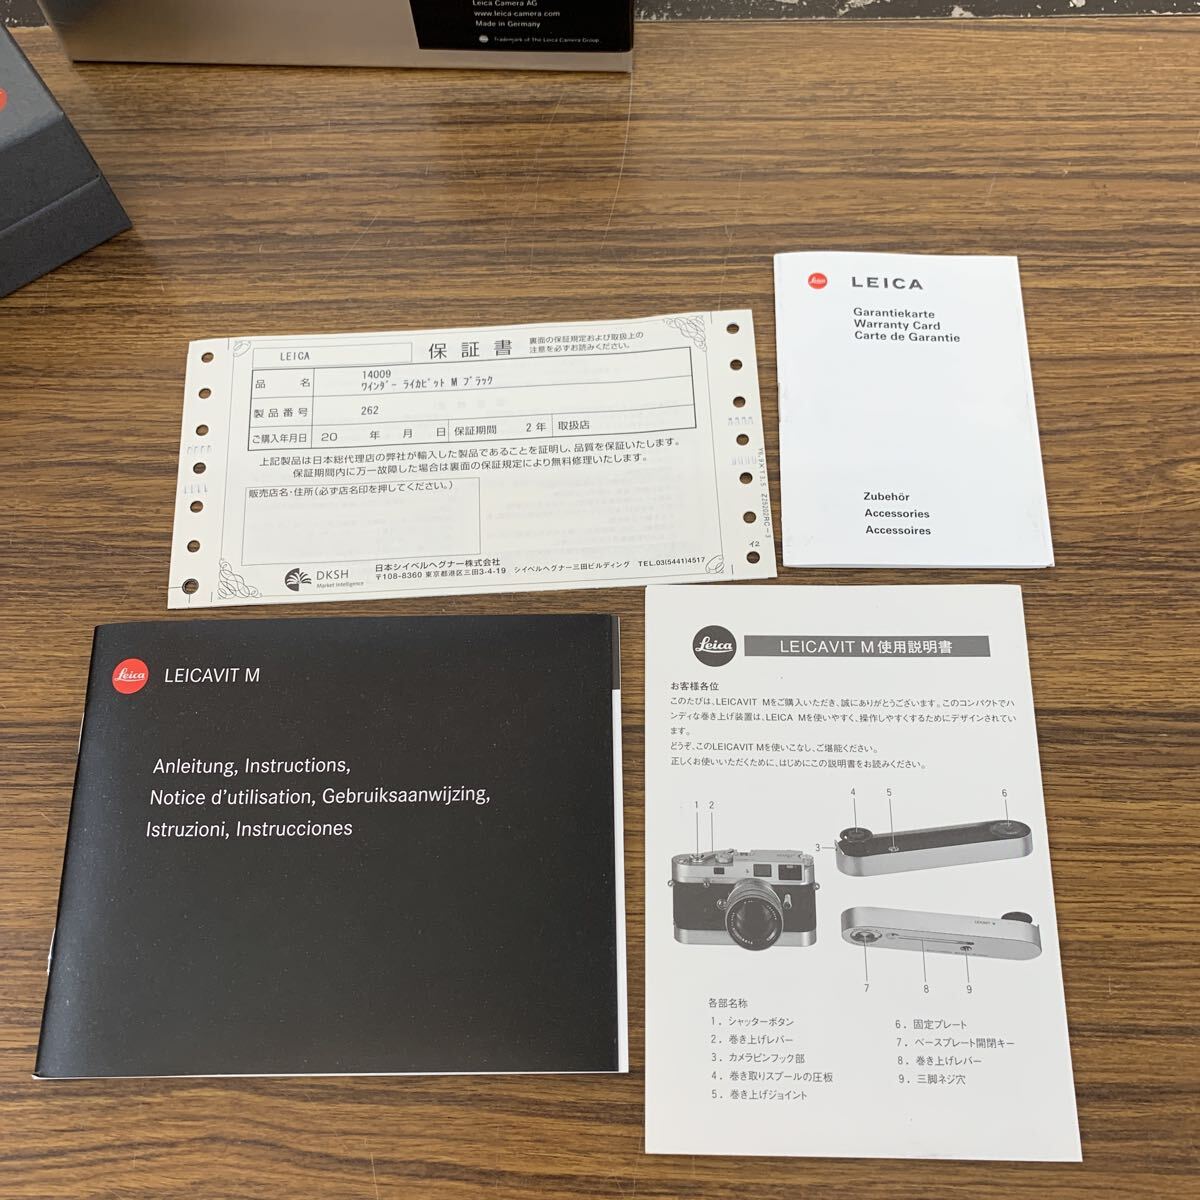 Leica Camera AG
www.leica-camera.com
Made in Germany
Trademark of The Leica Camera Group.
Leica
LEICA
Garantiekarte
Warranty Card
Carte de Garantie
Zubehör
Accessories
Accessoires
LEICA
保証書
裏面の保証規定および取扱上の
注意を必ずお読みください。
品名
14009
ワインダー ライカビット M ブラック
製品番号
262
ご購入年月日
20 年 月 日
保証期間
2年
取扱店
上記製品は日本総代理店の弊社が輸入した製品であることを証明し、品質を保証いたします。
保証期間内に万一故障した場合は裏面の保証規定により無料修理いたします。
販売店名・住所(必ず店名印を押してください。)
DKSH
Market Intelligence
日本シイベルヘグナー株式会社
〒108-8360 東京都港区三田3-4-19 シイベルヘグナー三田ビルディング TEL.03(5441)4517
イ2
Leica
LEICAVIT M
Anleitung, Instructions,
Notice d'utilisation, Gebruiksaanwijzing,
Istruzioni, Instrucciones
Leica
LEICAVIT M 使用説明書
お客様各位
このたびは、LEICAVIT Mをご購入いただき、誠にありがとうございます。このコンパクトでハ
ンディな巻き上げ装置は、LEICA Mを使いやすく、操作しやすくするためにデザインされてい
ます。
どうぞ、このLEICAVIT Mを使いこなし、ご堪能ください。
正しくお使いいただくために、はじめにこの説明書をお読みください。
1 2
3
4
5
6
7
8
9
LEICAVIT M
各部名称
1. シャッターボタン
2. 巻き上げレバー
3. カメラピンフック部
4. 巻き取りスプールの圧板
5. 巻き上げジョイント
6. 固定プレート
7. ベースプレート開閉キー
8. 巻き上げレバー
9. 三脚ネジ穴